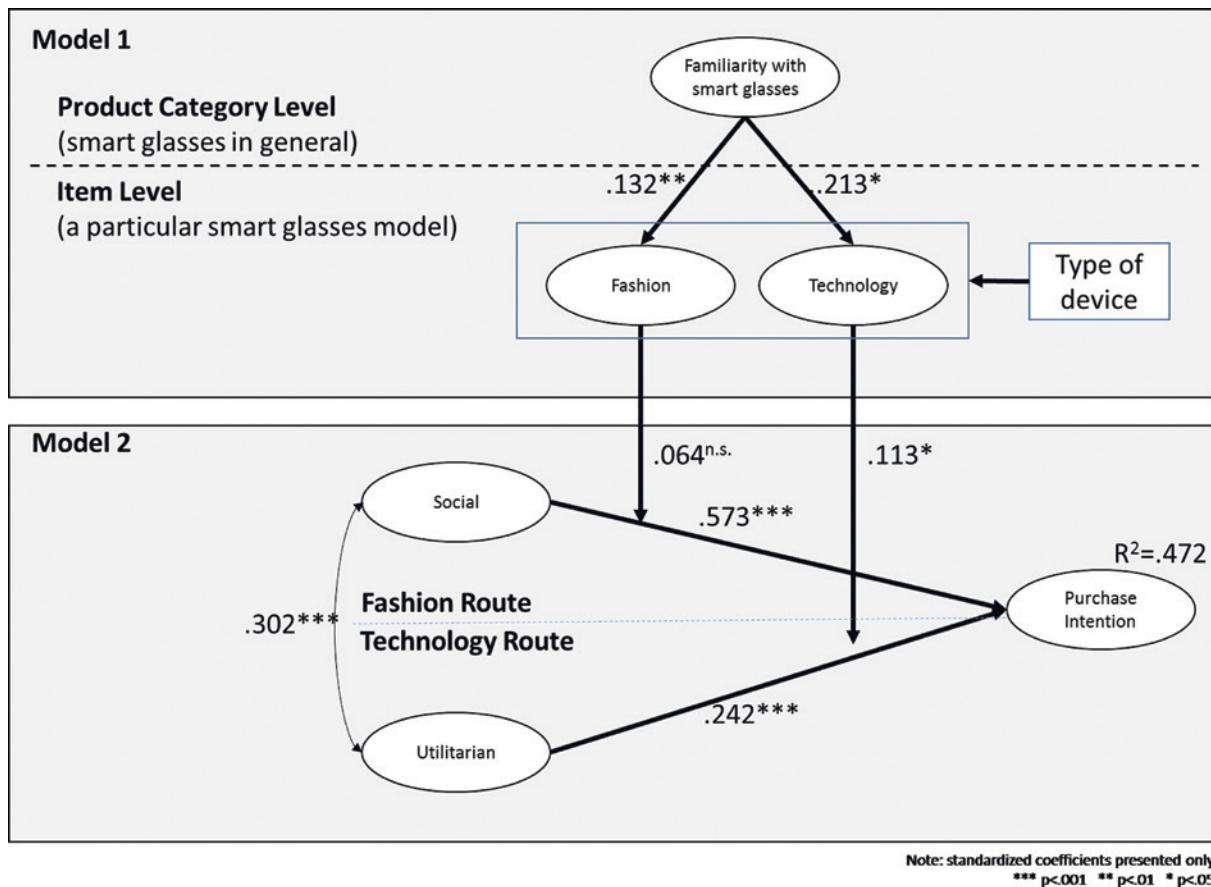 Model 1
Familiarity with
smart glasses
Product Category Level
(smart glasses in general)
.132**
..213*
Item Level
(a particular smart glasses model)
Fashion
Technology
Type of
device
Model 2
.064n.s.
.113*
Social
.573***
R2=.472
.302***
Fashion Route
Technology Route
Purchase
Intention
.242***
Utilitarian
Note: standardized coefficients presented only
*** p<.001 ** p<.01 * p<.05